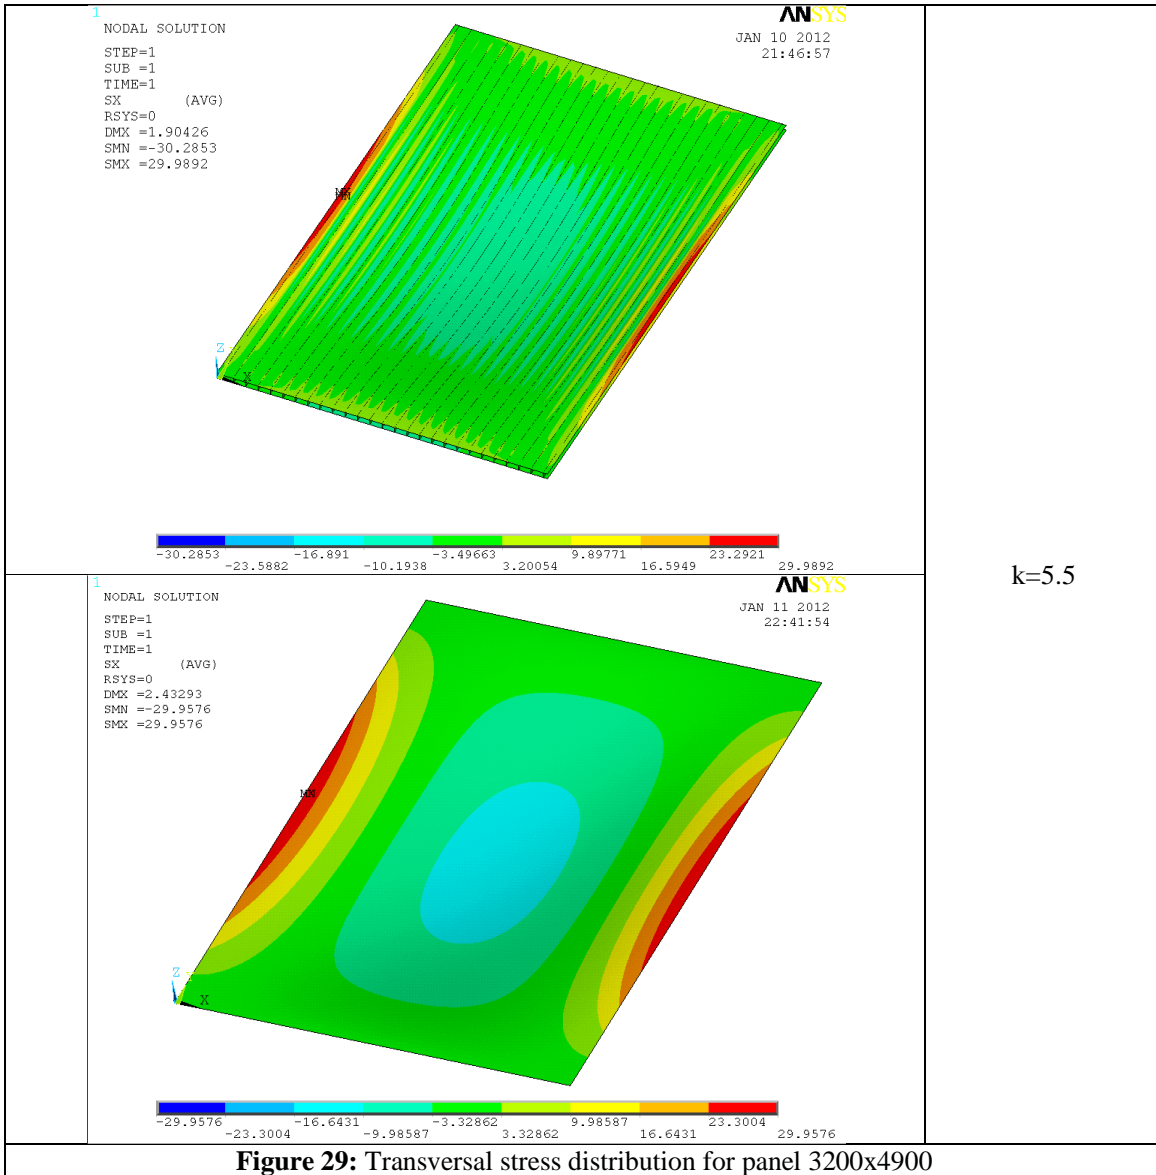 1
ANSYS
NODAL SOLUTION
JAN 10 2012
21:46:57
STEP=1
SUB =1
TIME=1
SX (AVG)
RSYS=0
DMX =1.90426
SMN =-30.2853
SMX =29.9892
MN
Z
X
-30.2853 -16.891 -3.49663 9.89771 23.2921
-23.5882 -10.1938 3.20054 16.5949 29.9892
k=5.5
1
ANSYS
NODAL SOLUTION
JAN 11 2012
22:41:54
STEP=1
SUB =1
TIME=1
SX (AVG)
RSYS=0
DMX =2.43293
SMN =-29.9576
SMX =29.9576
MN
Z
X
-29.9576 -16.6431 -3.32862 9.98587 23.3004
-23.3004 -9.98587 3.32862 16.6431 29.9576
Figure 29: Transversal stress distribution for panel 3200x4900